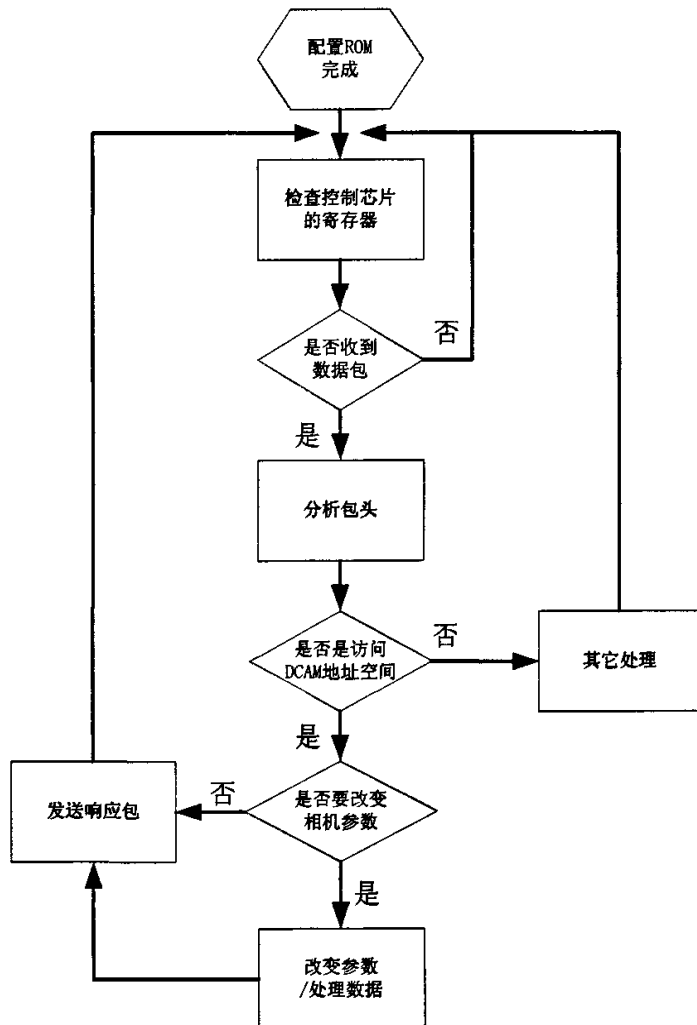 配置ROM
完成
检查控制芯片
的寄存器
是否收到
数据包
否
是
分析包头
是否是访问
DCAM地址空间
否
其它处理
是
是否要改变
相机参数
否
发送响应包
是
改变参数
/处理数据